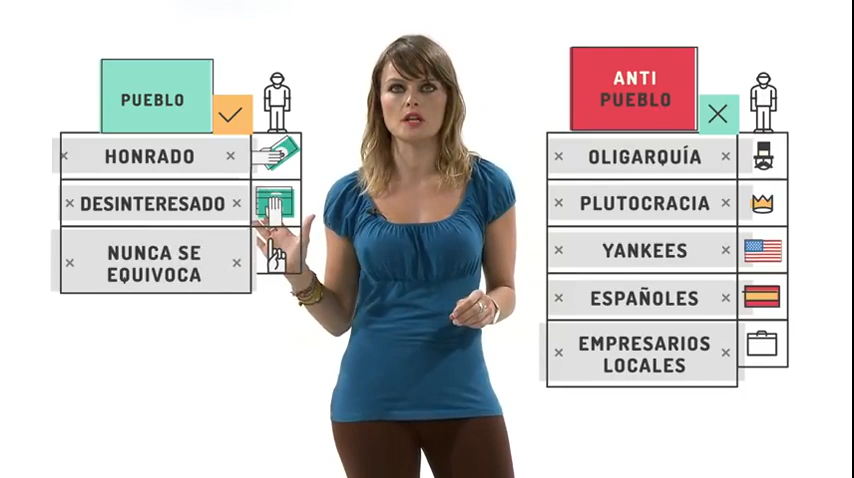 PUEBLO
HONRADO
DESINTERESADO
NUNCA SE
EQUIVOCA
ANTI
PUEBLO
OLIGARQUÍA
PLUTOCRACIA
YANKEES
ESPAÑOLES
EMPRESARIOS
LOCALES